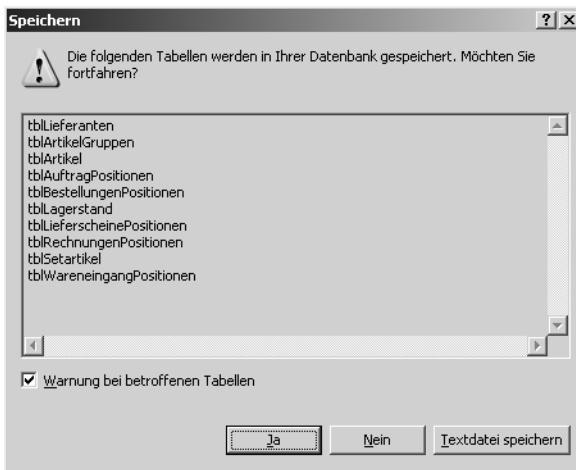 Speichern
Die folgenden Tabellen werden in Ihrer Datenbank gespeichert. Möchten Sie
fortfahren?
tblLieferanten
tblArtikelGruppen
tblArtikel
tblAuftragPositionen
tblBestellungenPositionen
tblLagerstand
tblLieferscheinePositionen
tblRechnungenPositionen
tblSetartikel
tblWareneingangPositionen
Warnung bei betroffenen Tabellen
Ja Nein Textdatei speichern